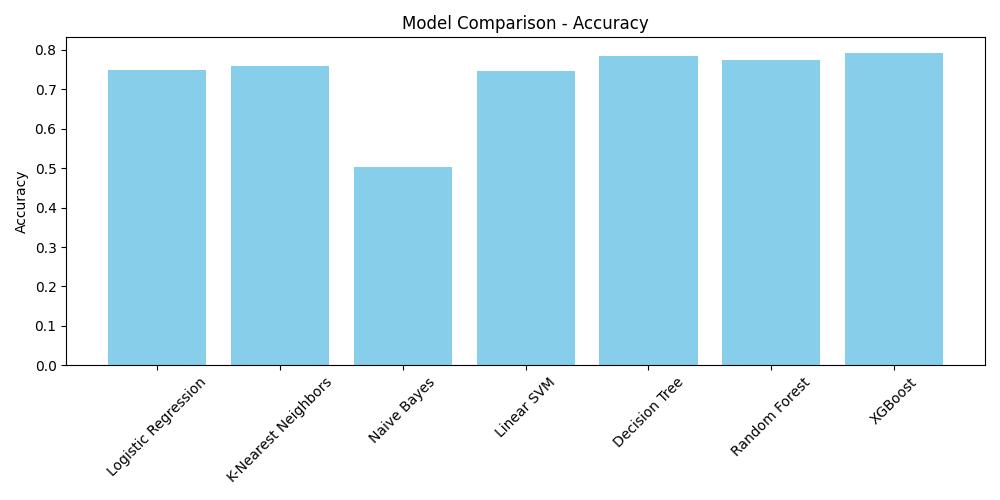 Model Comparison - Accuracy
Accuracy
0.8
0.7
0.6
0.5
0.4
0.3
0.2
0.1
0.0
Logistic Regression
K-Nearest Neighbors
Naive Bayes
Linear SVM
Decision Tree
Random Forest
XGBoost